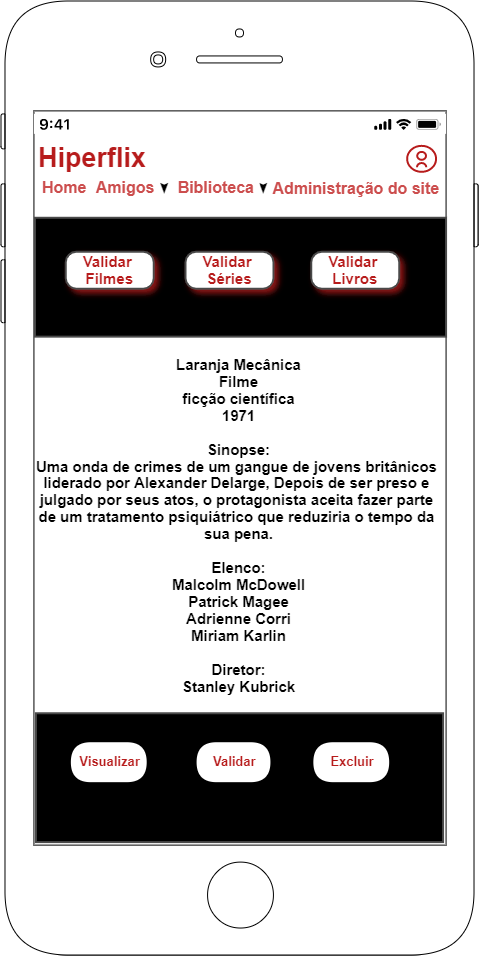 9:41
Hiperflix
Home Amigos Biblioteca Administração do site
Validar Filmes
Validar Séries
Validar Livros
Laranja Mecânica
Filme
ficção científica
1971
Sinopse:
Uma onda de crimes de um gangue de jovens britânicos
liderado por Alexander Delarge, Depois de ser preso e
julgado por seus atos, o protagonista aceita fazer parte
de um tratamento psiquiátrico que reduziria o tempo da
sua pena.
Elenco:
Malcolm McDowell
Patrick Magee
Adrienne Corri
Miriam Karlin
Diretor:
Stanley Kubrick
Visualizar Validar Excluir